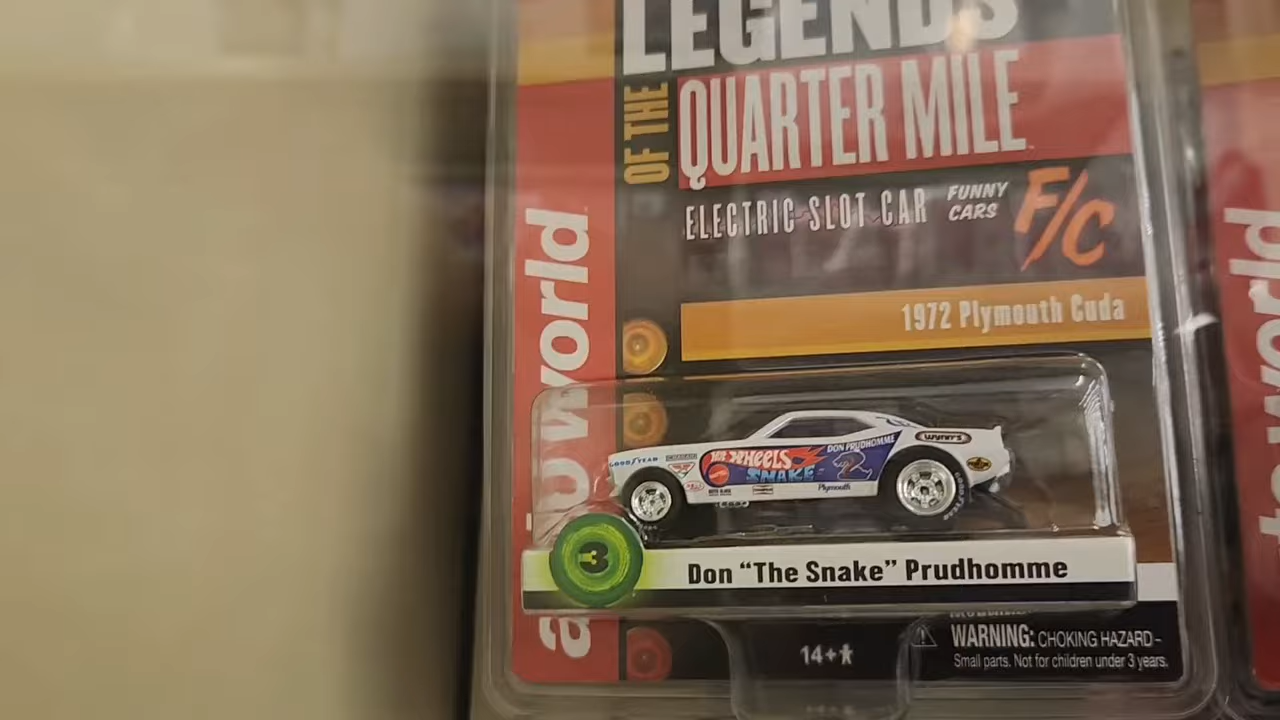 LEGENDS
OF THE
QUARTER MILE
ELECTRIC SLOT CAR
FUNNY
CARS
F/C
1972 Plymouth Cuda
auto world
GOODYEAR
HOT WHEELS
SNAKE
DON PRUDHOMME
WYNN'S
Plymouth
3
Don “The Snake” Prudhomme
14+
WARNING: CHOKING HAZARD–
Small parts. Not for children under 3 years.